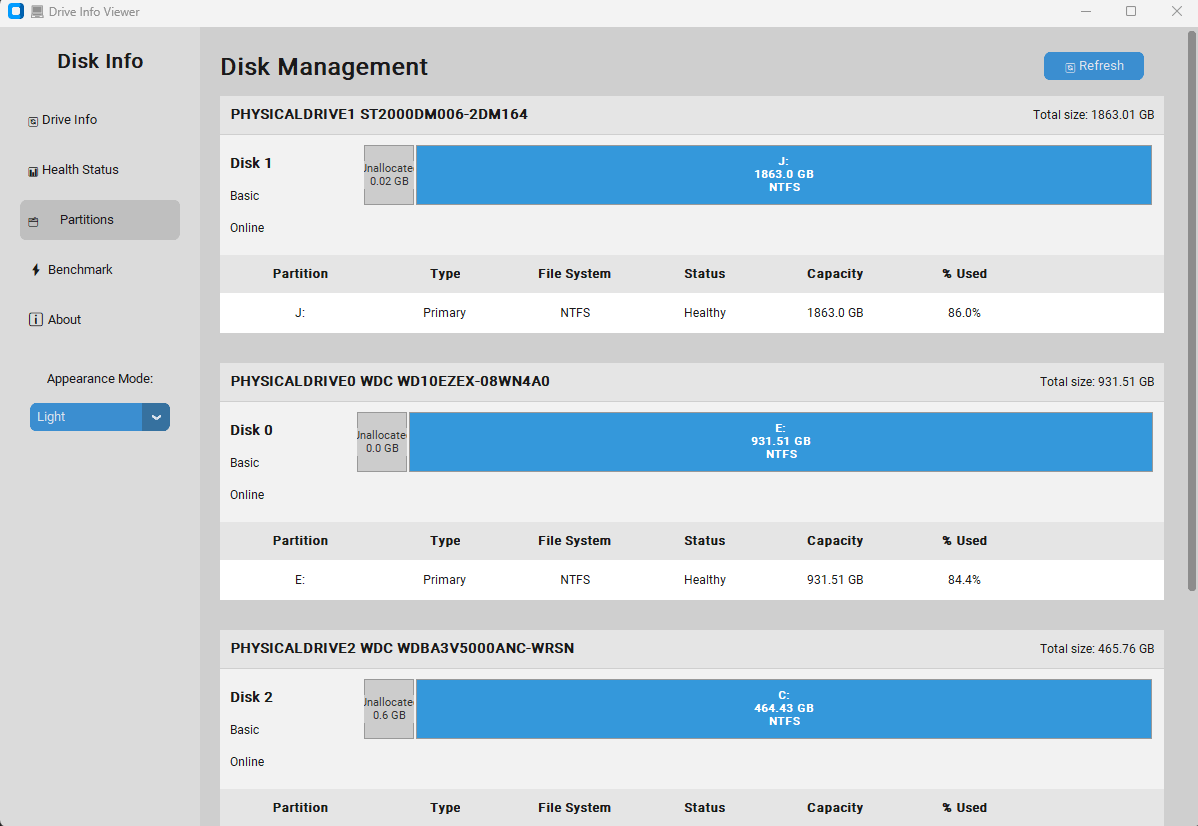 Drive Info Viewer
Disk Info
Drive Info
Health Status
Partitions
Benchmark
About
Appearance Mode:
Light
Disk Management
Refresh
PHYSICALDRIVE1 ST2000DM006-2DM164
Total size: 1863.01 GB
Disk 1
Basic
Online
Unallocate
0.02 GB
J:
1863.0 GB
NTFS
Partition Type File System Status Capacity % Used
J: Primary NTFS Healthy 1863.0 GB 86.0%
PHYSICALDRIVE0 WDC WD10EZEX-08WN4A0
Total size: 931.51 GB
Disk 0
Basic
Online
Unallocate
0.0 GB
E:
931.51 GB
NTFS
Partition Type File System Status Capacity % Used
E: Primary NTFS Healthy 931.51 GB 84.4%
PHYSICALDRIVE2 WDC WDBA3V5000ANC-WRSN
Total size: 465.76 GB
Disk 2
Basic
Online
Unallocate
0.6 GB
C:
464.43 GB
NTFS
Partition Type File System Status Capacity % Used